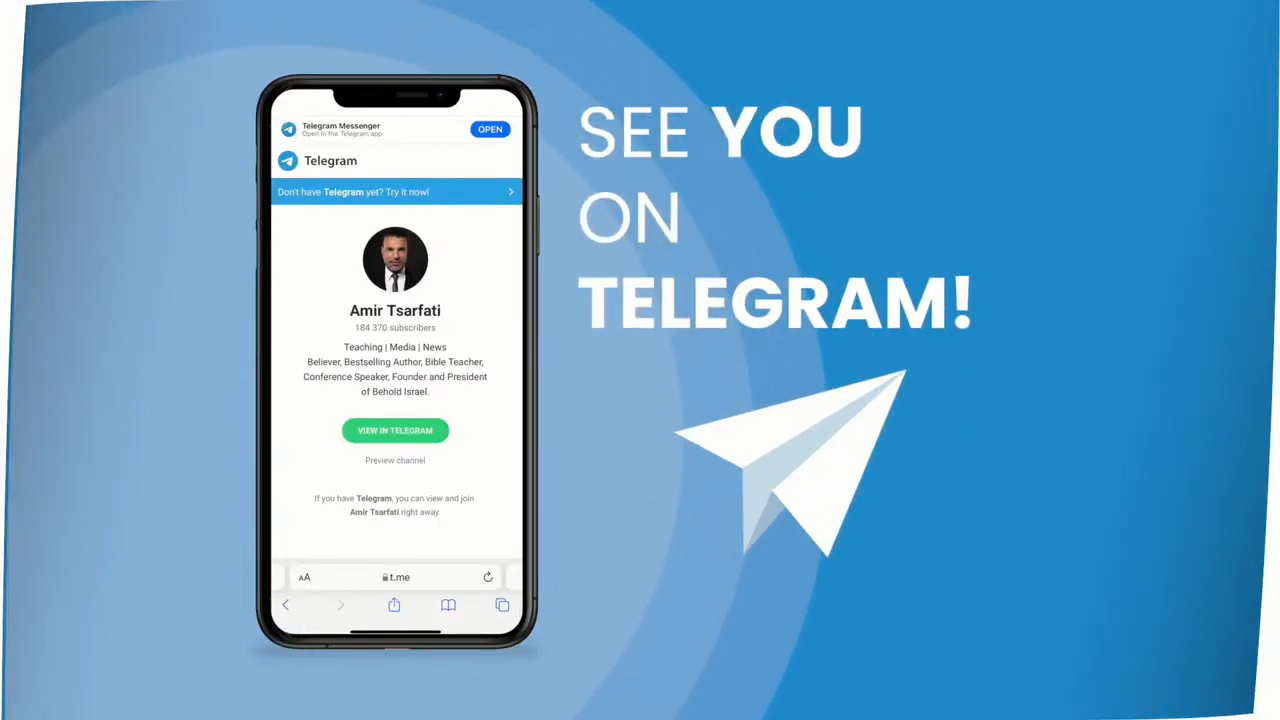 Telegram Messenger
Open in the Telegram app
OPEN
Telegram
Don't have Telegram yet? Try it now!
Amir Tsarfati
184 370 subscribers
Teaching | Media | News
Believer, Bestselling Author, Bible Teacher,
Conference Speaker, Founder and President
of Behold Israel.
VIEW IN TELEGRAM
Preview channel
If you have Telegram, you can view and join
Amir Tsarfati right away.
AA
t.me
SEE YOU
ON
TELEGRAM!